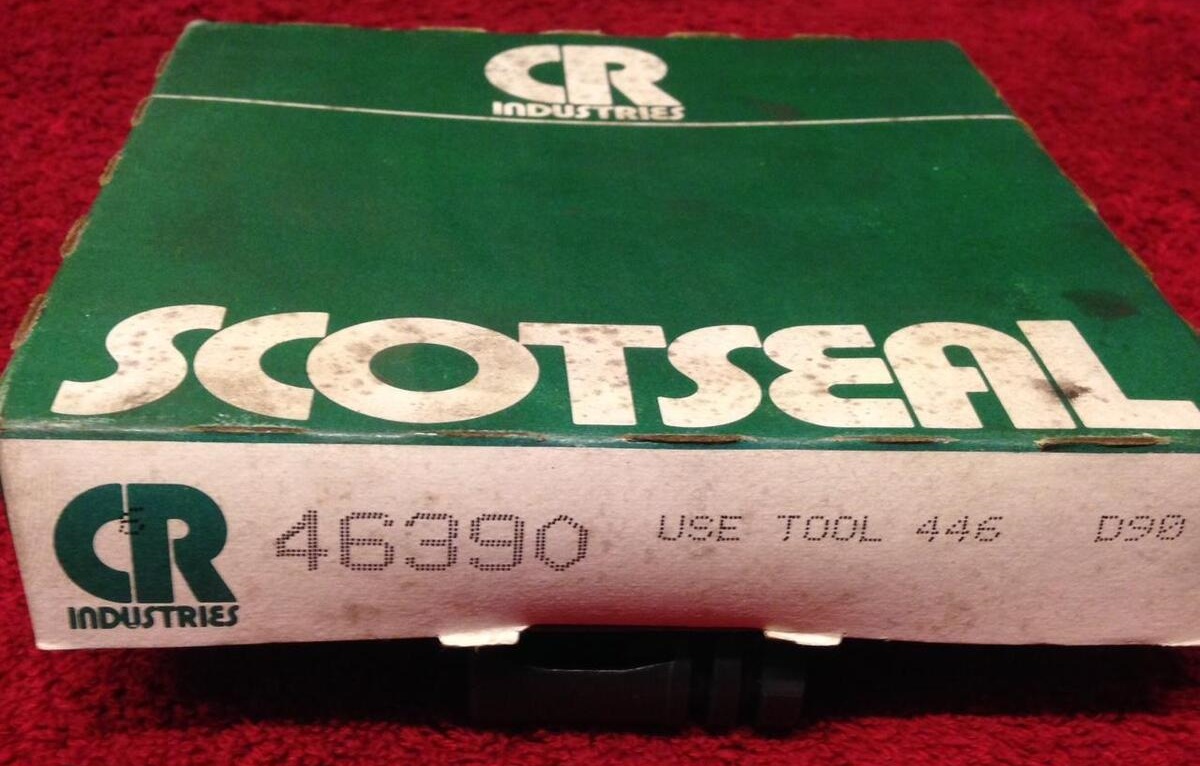 CR
INDUSTRIES
SCOTSEAL
CR
INDUSTRIES
46390 USE TOOL 446 D90